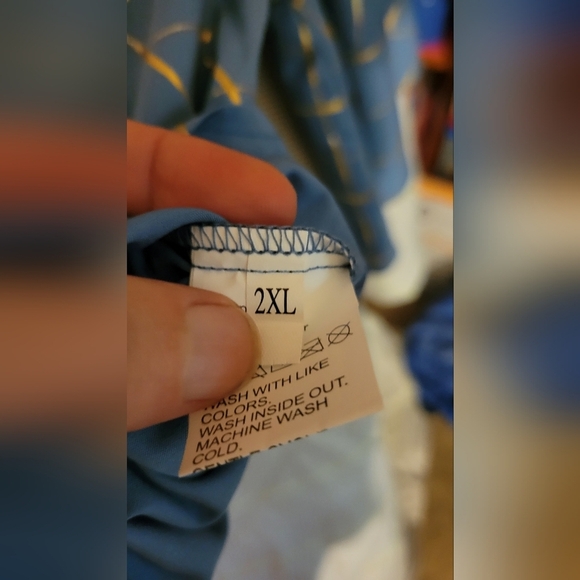 2XL
WASH WITH LIKE
COLORS.
WASH INSIDE OUT.
MACHINE WASH
COLD.